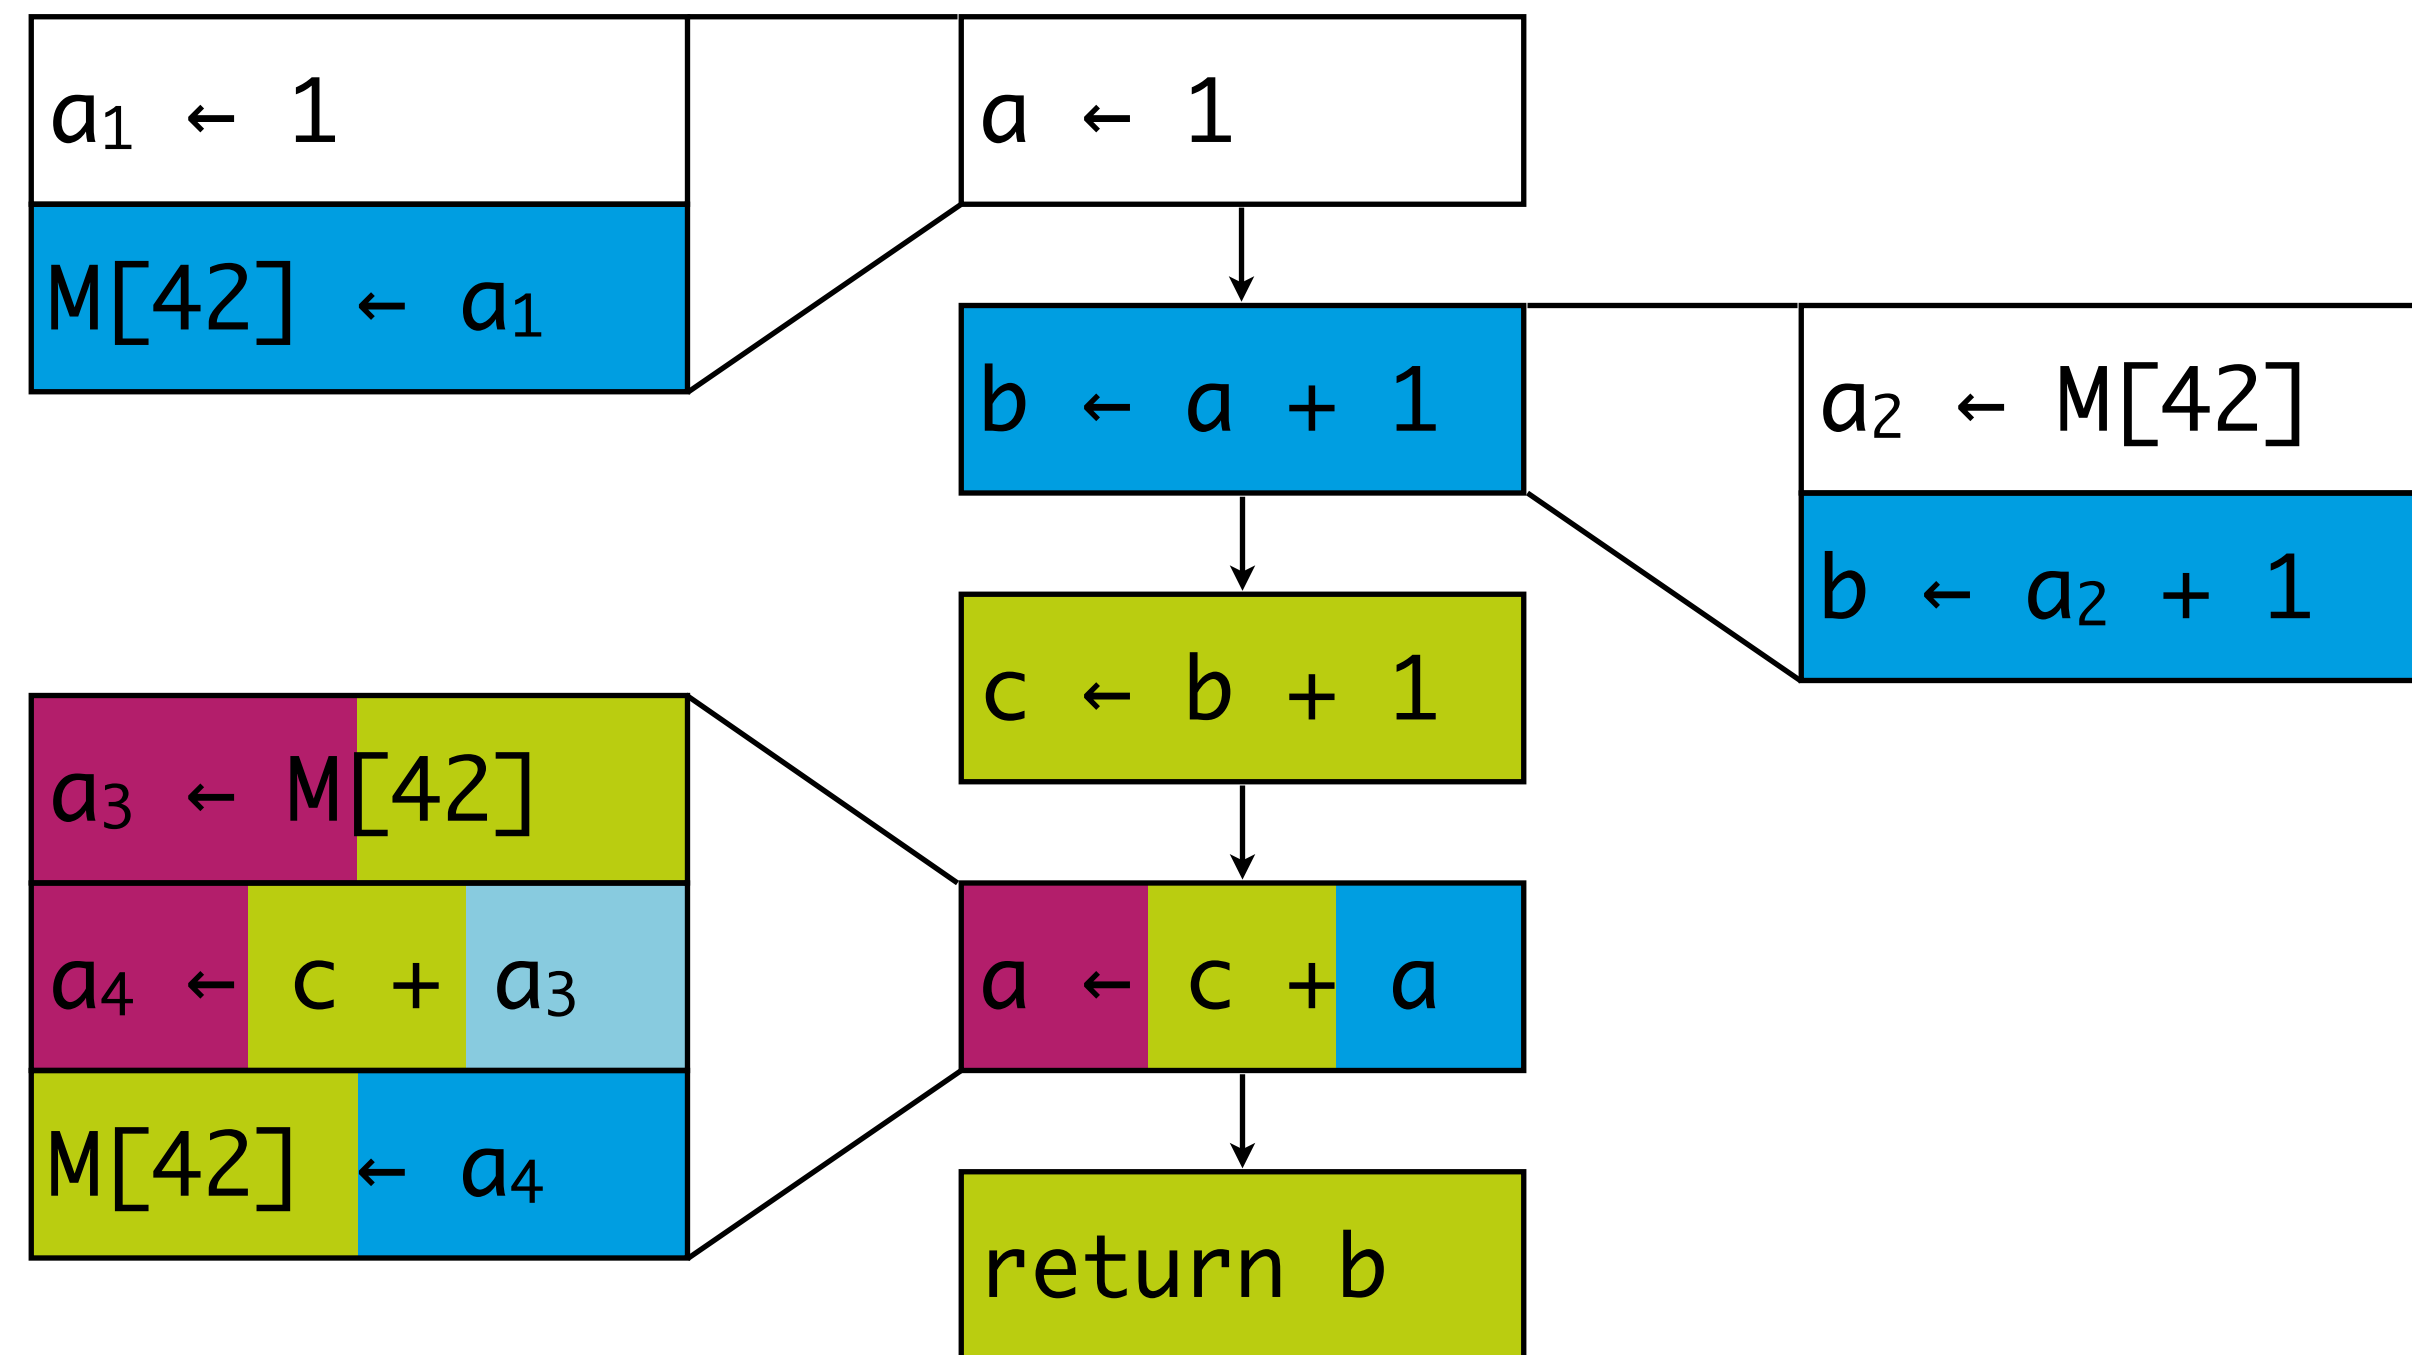 a1 ← 1
M[42] ← a1
a ← 1
b ← a + 1
a2 ← M[42]
b ← a2 + 1
c ← b + 1
a3 ← M[42]
a4 ← c + a3
M[42] ← a4
a ← c + a
return b